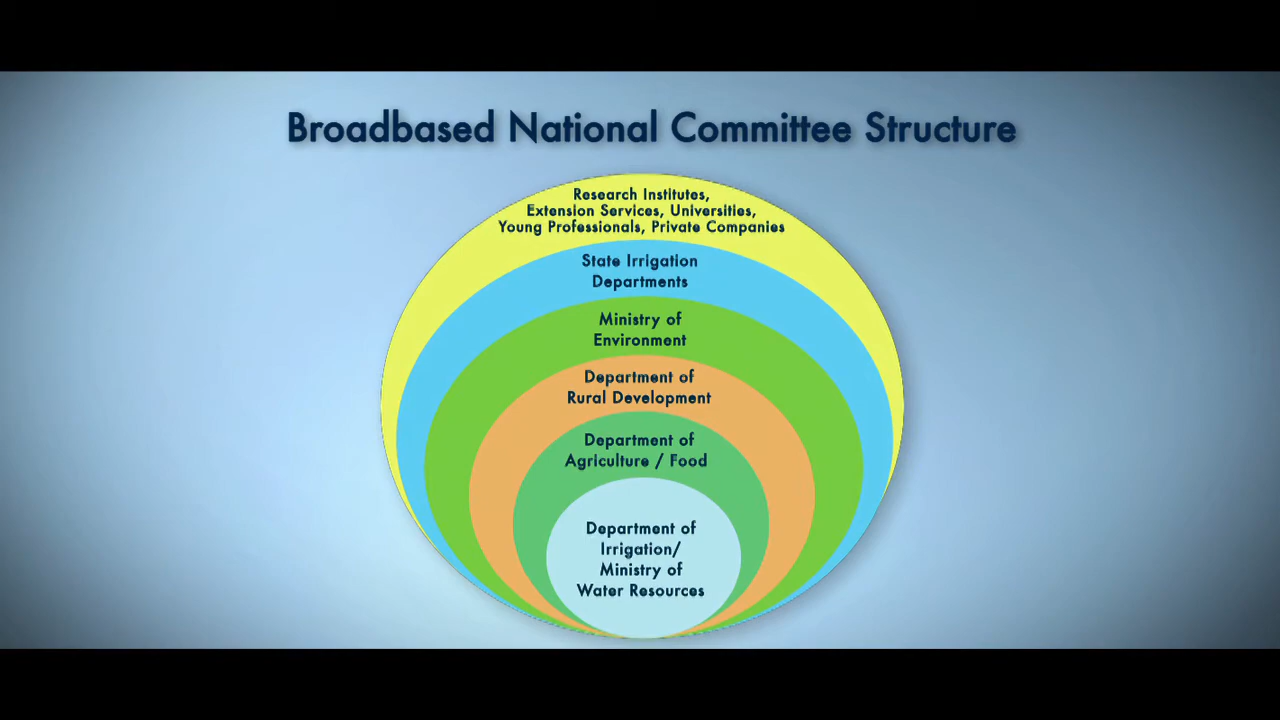 Broadbased National Committee Structure
Research Institutes,
Extension Services, Universities,
Young Professionals, Private Companies
State Irrigation
Departments
Ministry of
Environment
Department of
Rural Development
Department of
Agriculture / Food
Department of
Irrigation/
Ministry of
Water Resources